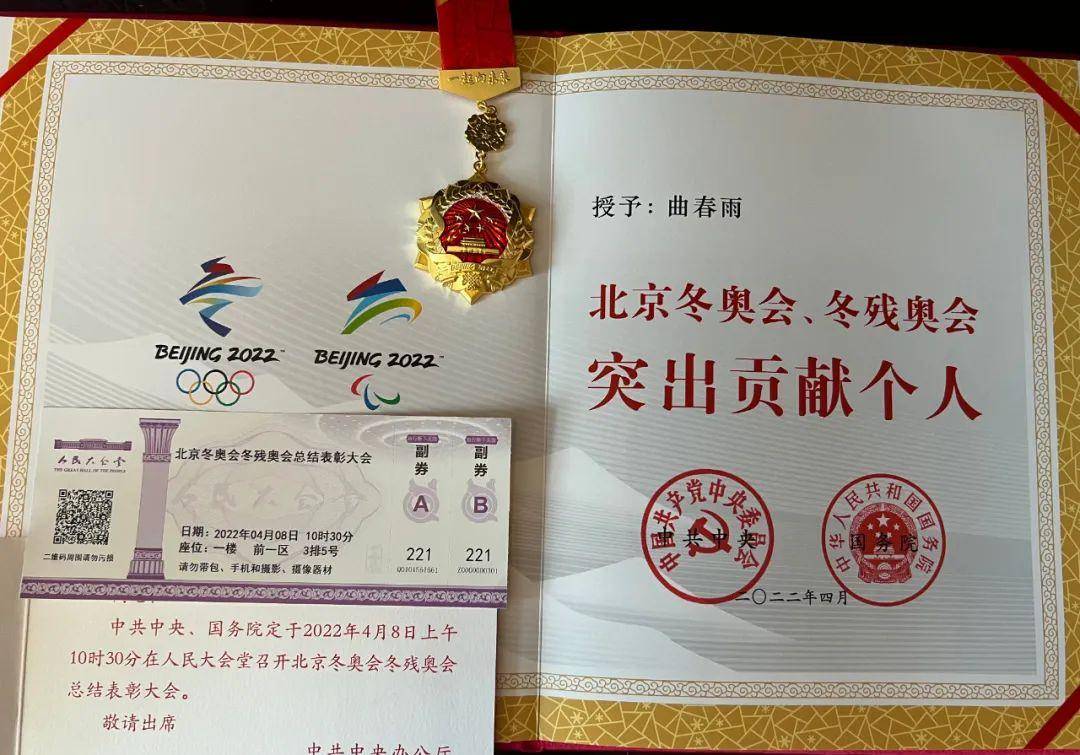 一起向未来
BEIJING 2022
授予：曲春雨
北京冬奥会、冬残奥会
突出贡献个人
中国共产党中央委员会
中共中央
中华人民共和国国务院
国务院
二〇二二年四月
BEIJING 2022™
BEIJING 2022™
人民大会堂
THE GREAT HALL OF THE PEOPLE
二维码周围请勿污损
北京冬奥会冬残奥会总结表彰大会
日期：2022年04月08日 10时30分
座位：一楼 前一区 3排5号
请勿带包、手机和摄影、摄像器材
副券
A
221
副券
B
221
中共中央、国务院定于2022年4月8日上午
10时30分在人民大会堂召开北京冬奥会冬残奥会
总结表彰大会。
敬请出席
中共中央办公厅